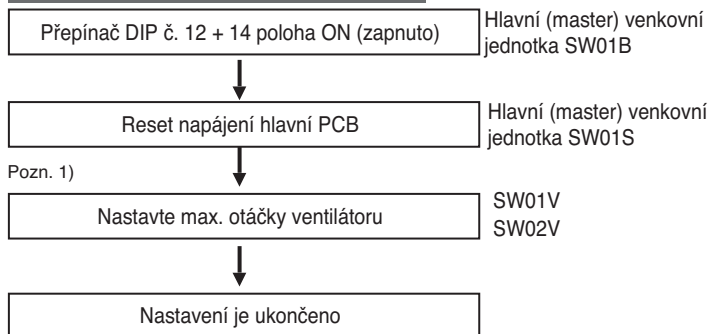 Přepínač DIP č. 12 + 14 poloha ON (zapnuto)
Hlavní (master) venkovní
jednotka SW01B
Reset napájení hlavní PCB
Hlavní (master) venkovní
jednotka SW01S
Pozn. 1)
Nastavte max. otáčky ventilátoru
SW01V
SW02V
Nastavení je ukončeno